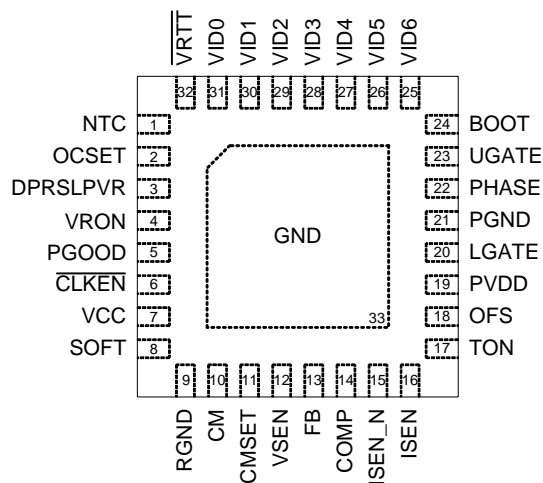 VRTT VID0 VID1 VID2 VID3 VID4 VID5 VID6
32 31 30 29 28 27 26 25
NTC 1 24 BOOT
OCSET 2 23 UGATE
DPRSLPVR 3 22 PHASE
VRON 4 21 PGND
GND
PGOOD 5 20 LGATE
CLKEN 6 19 PVDD
VCC 7 33 18 OFS
SOFT 8 17 TON
9 10 11 12 13 14 15 16
RGND CM CMSET VSEN FB COMP ISEN_N ISEN